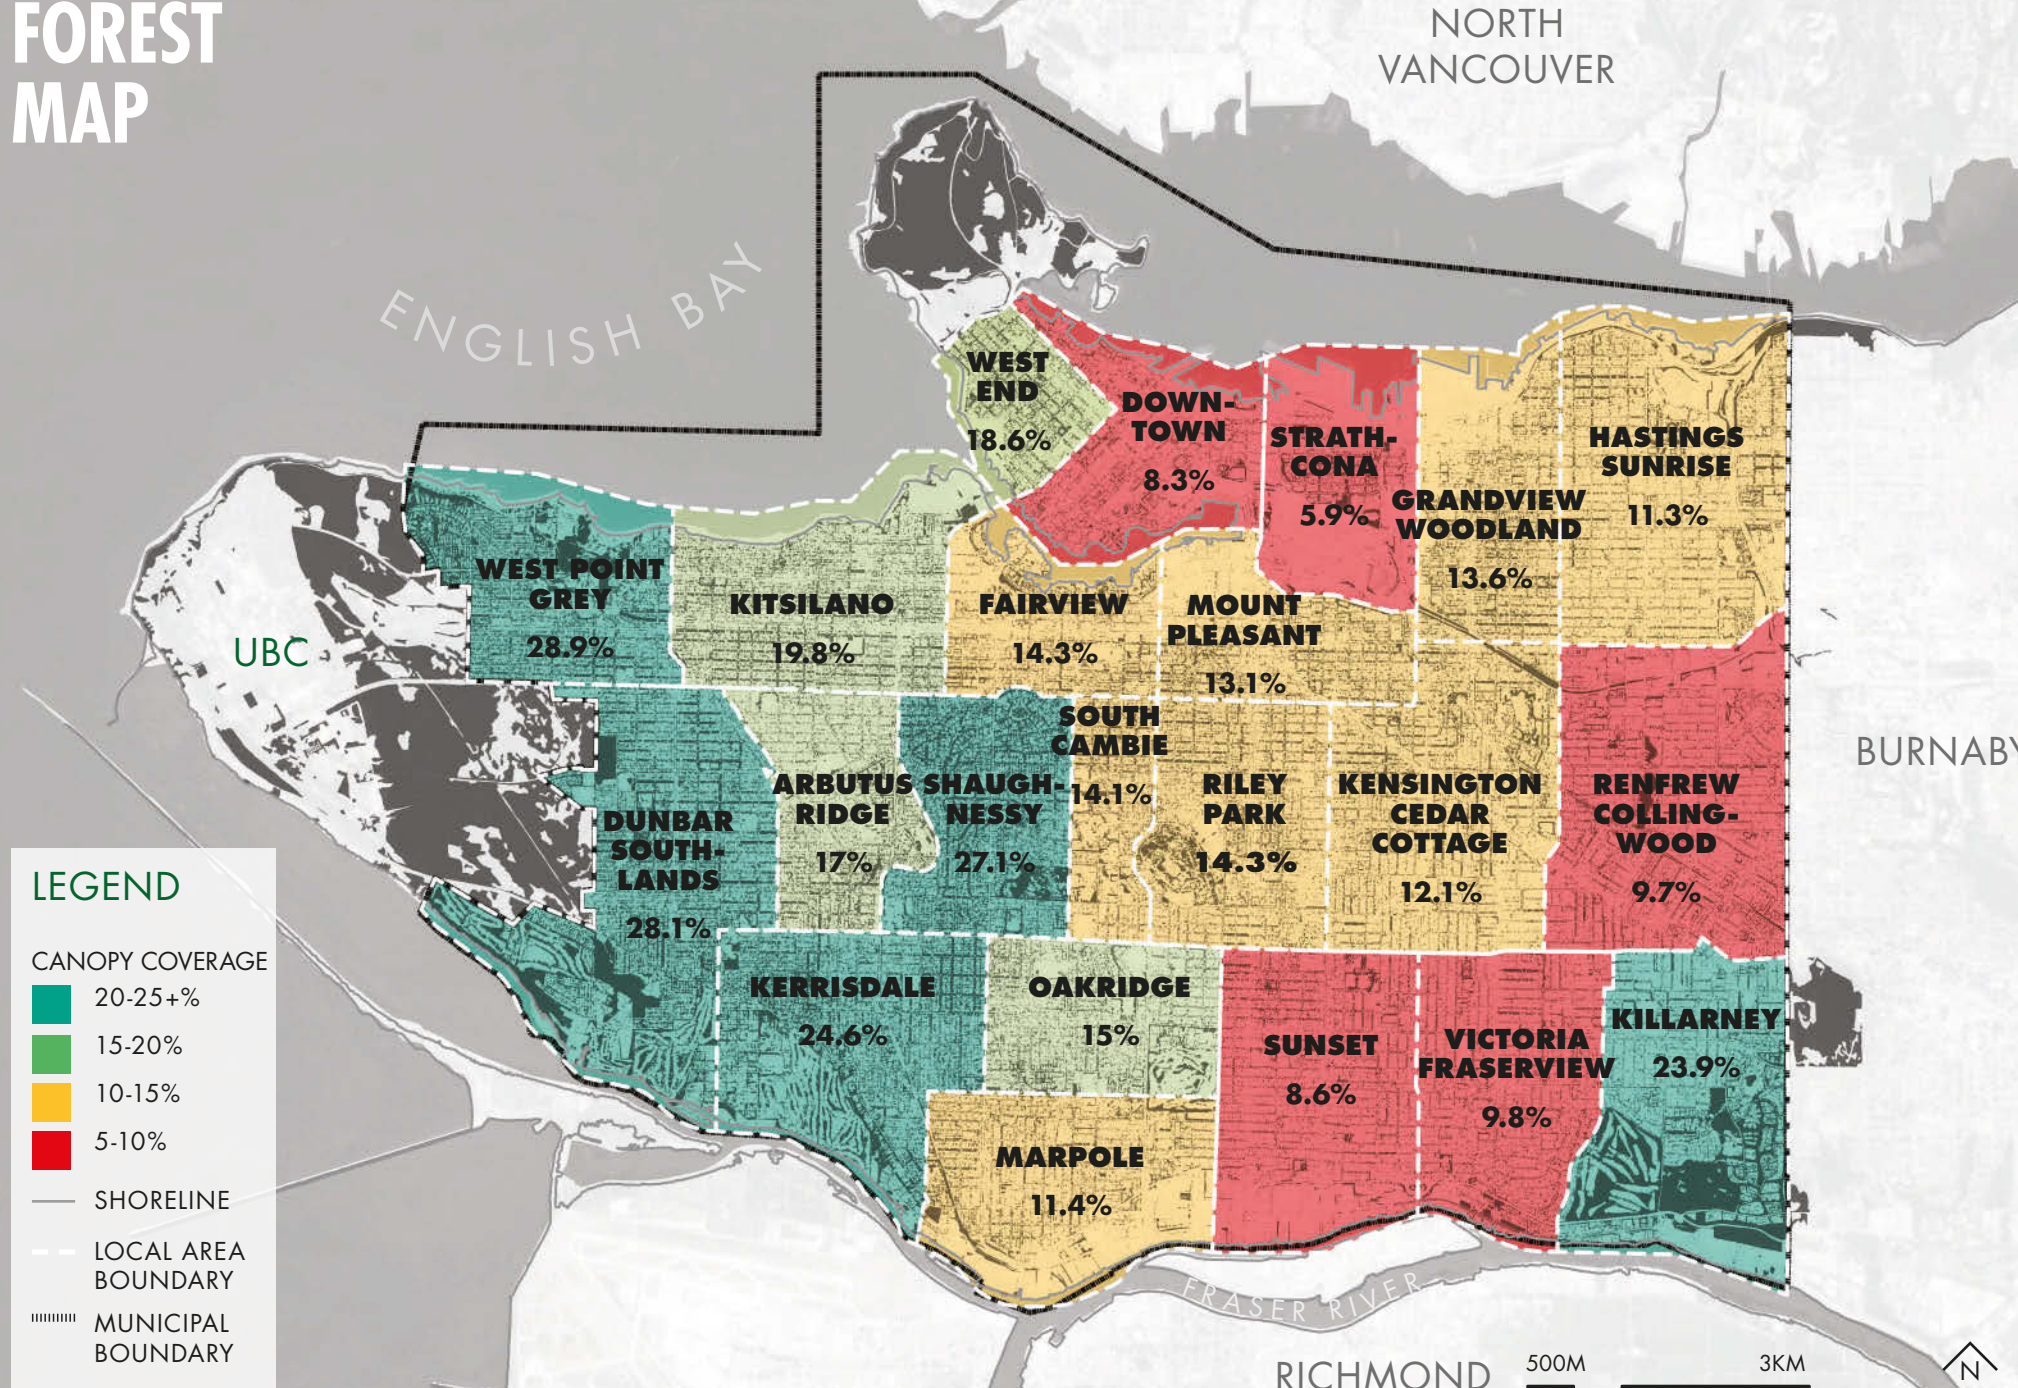 FOREST
MAP
NORTH
VANCOUVER
ENGLISH BAY
WEST
END
18.6%
DOWN-
TOWN
8.3%
STRATH-
CONA
5.9%
GRANDVIEW
WOODLAND
13.6%
HASTINGS
SUNRISE
11.3%
WEST POINT
GREY
28.9%
KITSILANO
19.8%
FAIRVIEW
14.3%
MOUNT
PLEASANT
13.1%
UBC
BURNABY
DUNBAR
SOUTH-
LANDS
28.1%
ARBUTUS
RIDGE
17%
SHAUGH-
NESSY
27.1%
SOUTH
CAMBIE
14.1%
RILEY
PARK
14.3%
KENSINGTON
CEDAR
COTTAGE
12.1%
RENFREW
COLLING-
WOOD
9.7%
KERRISDALE
24.6%
OAKRIDGE
15%
SUNSET
8.6%
VICTORIA
FRASERVIEW
9.8%
KILLARNEY
23.9%
MARPOLE
11.4%
FRASER RIVER
RICHMOND
LEGEND
CANOPY COVERAGE
20-25+%
15-20%
10-15%
5-10%
SHORELINE
LOCAL AREA
BOUNDARY
MUNICIPAL
BOUNDARY
500M
3KM
N